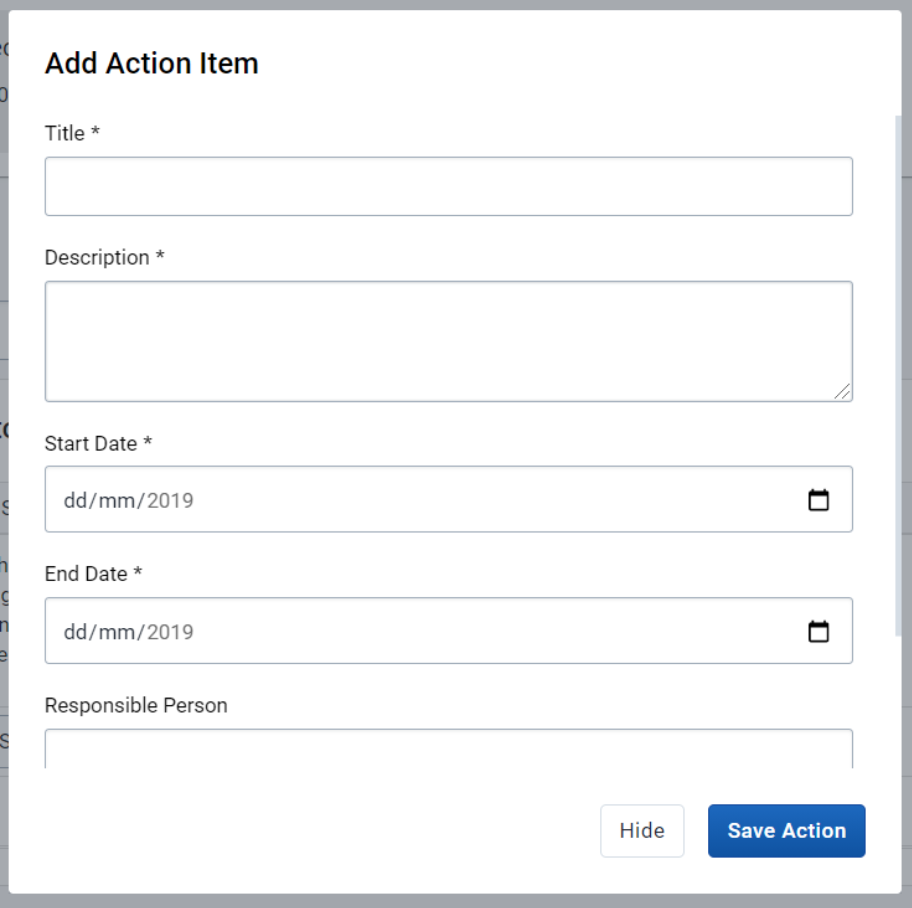 Add Action Item
Title *
Description *
Start Date *
dd/mm/2019
End Date *
dd/mm/2019
Responsible Person
Hide
Save Action